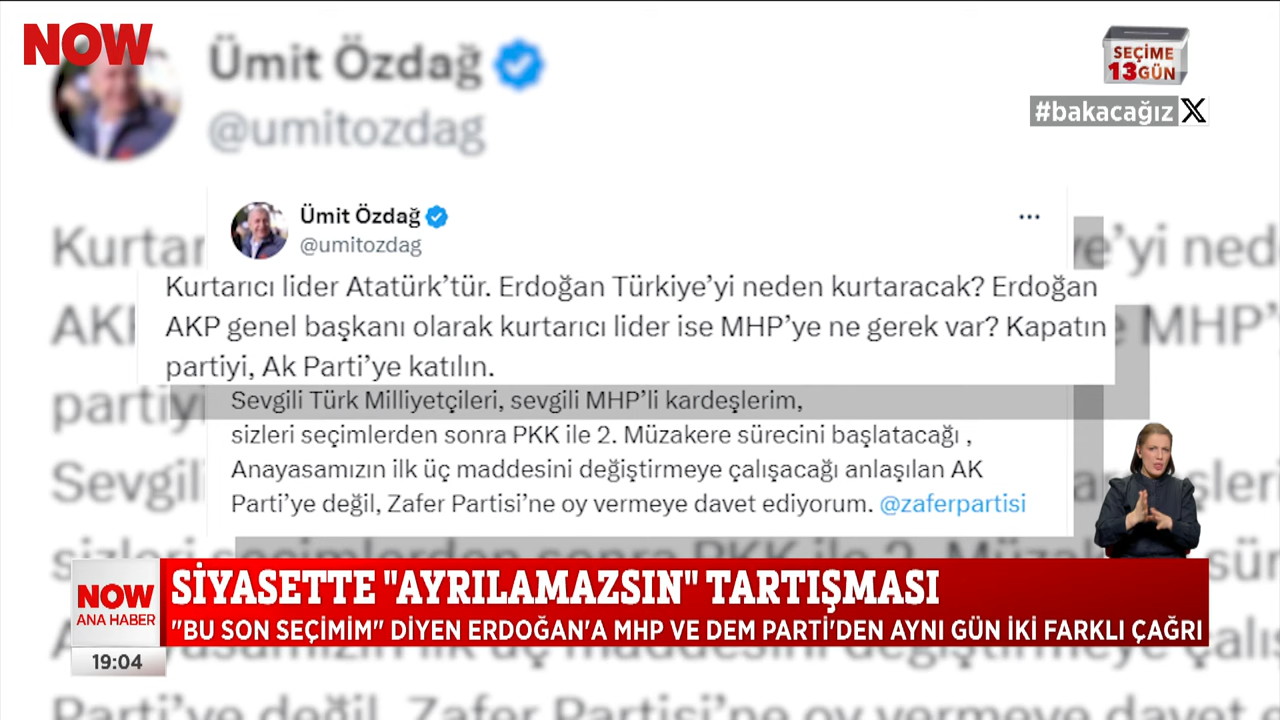 NOW
Ümit Özdağ
@umitozdag
SEÇİME
13GÜN
#bakacağız X
Ümit Özdağ
@umitozdag
Kurtarıcı lider Atatürk’tür. Erdoğan Türkiye’yi neden kurtaracak? Erdoğan
AKP genel başkanı olarak kurtarıcı lider ise MHP’ye ne gerek var? Kapatın
partiyi, Ak Parti’ye katılın.
Sevgili Türk Milliyetçileri, sevgili MHP’li kardeşlerim,
sizleri seçimlerden sonra PKK ile 2. Müzakere sürecini başlatacağı ,
Anayasamızın ilk üç maddesini değiştirmeye çalışacağı anlaşılan AK
Parti’ye değil, Zafer Partisi’ne oy vermeye davet ediyorum. @zaferpartisi
NOW
ANA HABER
19:04
SİYASETTE "AYRILAMAZSIN" TARTIŞMASI
"BU SON SEÇİMİM" DİYEN ERDOĞAN'A MHP VE DEM PARTİ'DEN AYNI GÜN İKİ FARKLI ÇAĞRI